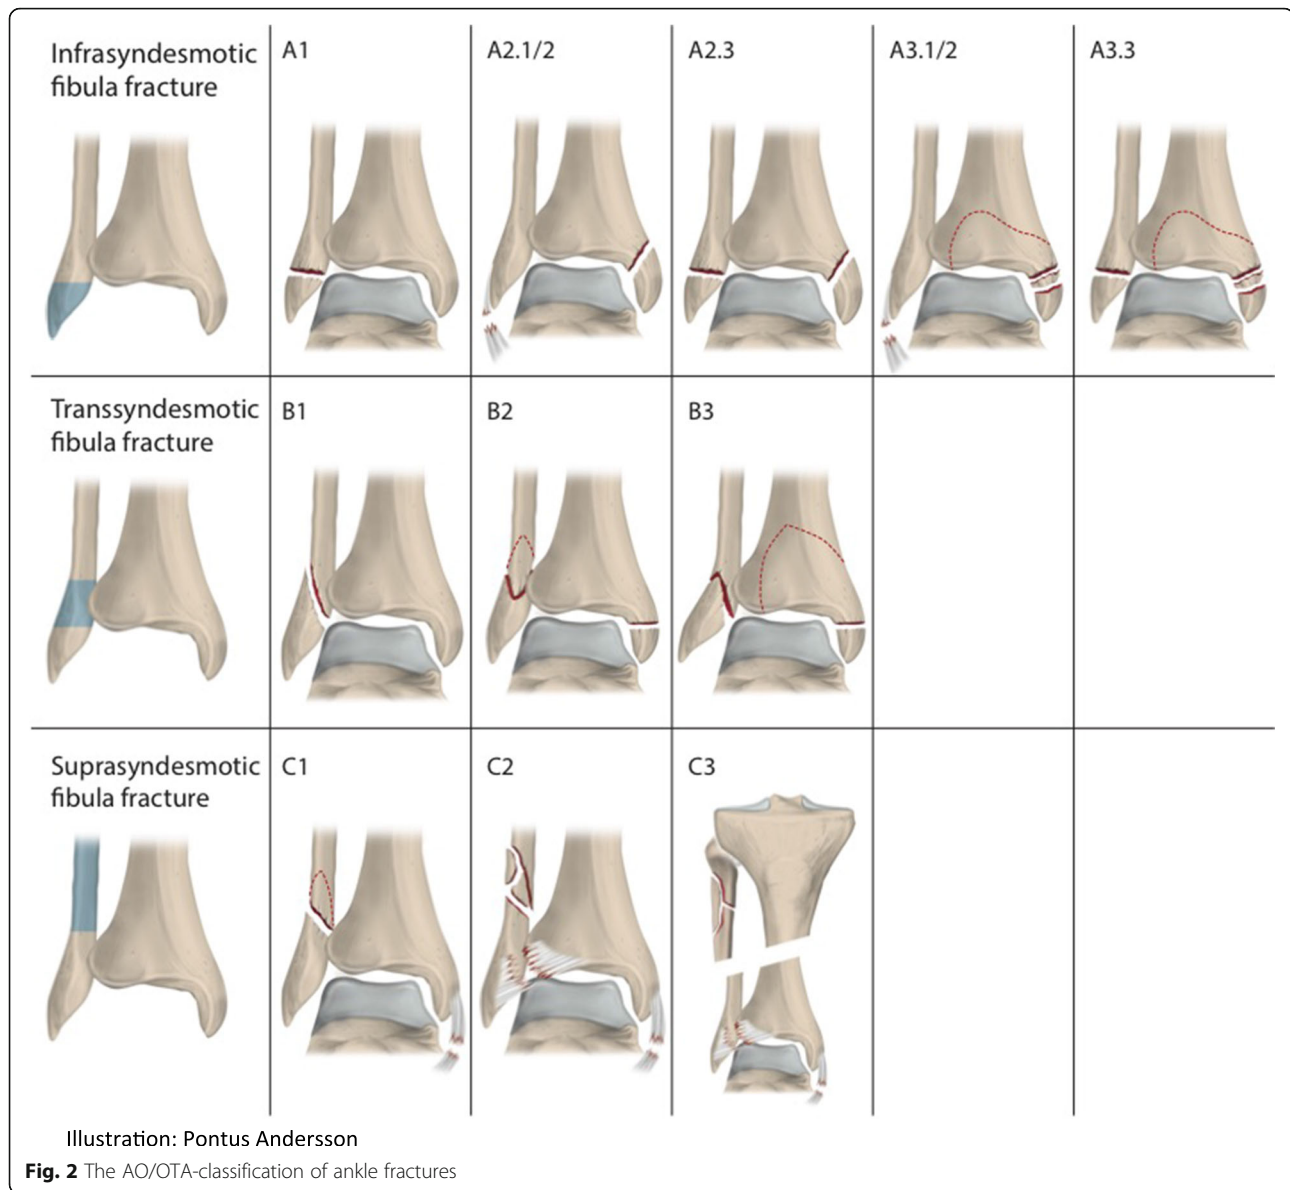 Infrasyndesmotic
fibula fracture
A1
A2.1/2
A2.3
A3.1/2
A3.3
Transsyndesmotic
fibula fracture
B1
B2
B3
Suprasyndesmotic
fibula fracture
C1
C2
C3
Illustration: Pontus Andersson
Fig. 2 The AO/OTA-classification of ankle fractures